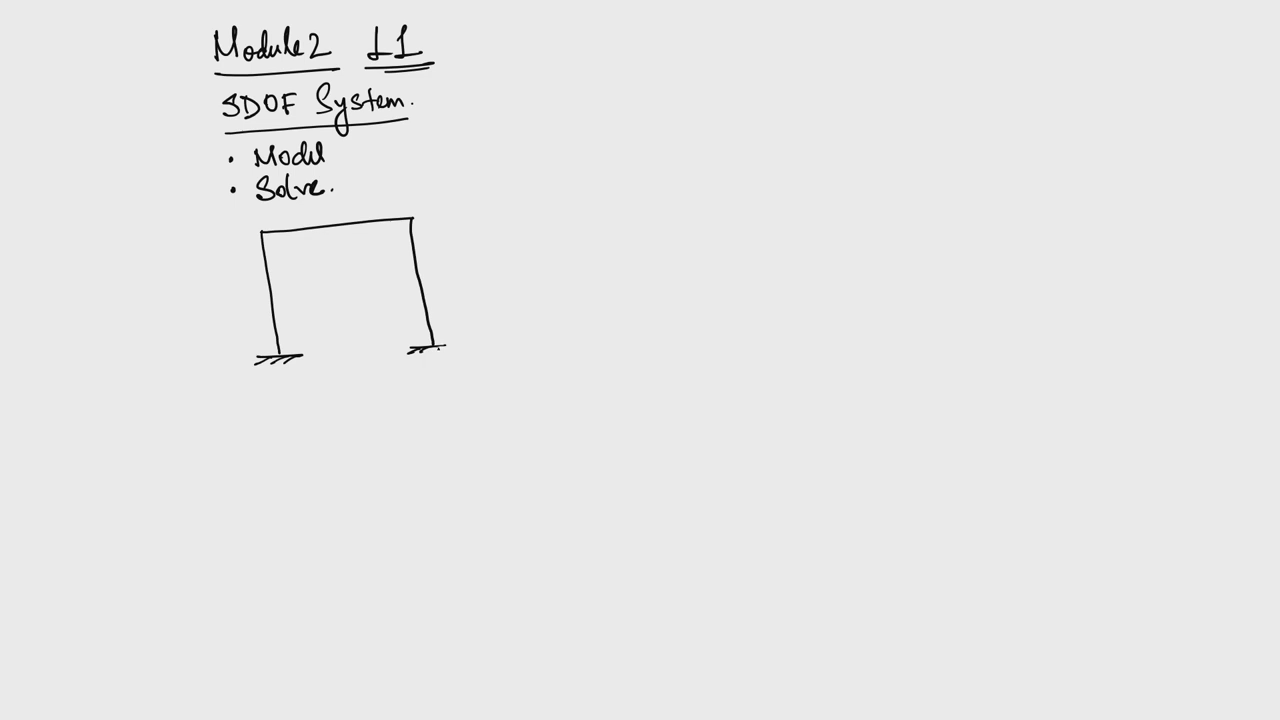 Module 2 L1
SDOF System.
• Model
• Solve.